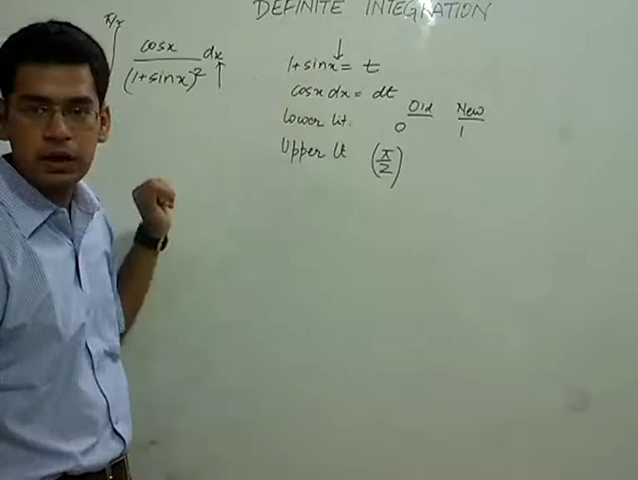 DEFINITE INTEGRATION
π/2
∫ cosx / (1+sinx)² dx
1+sinx = t
cosx dx = dt
Old New
Lower lt. 0 1
Upper lt (π/2)